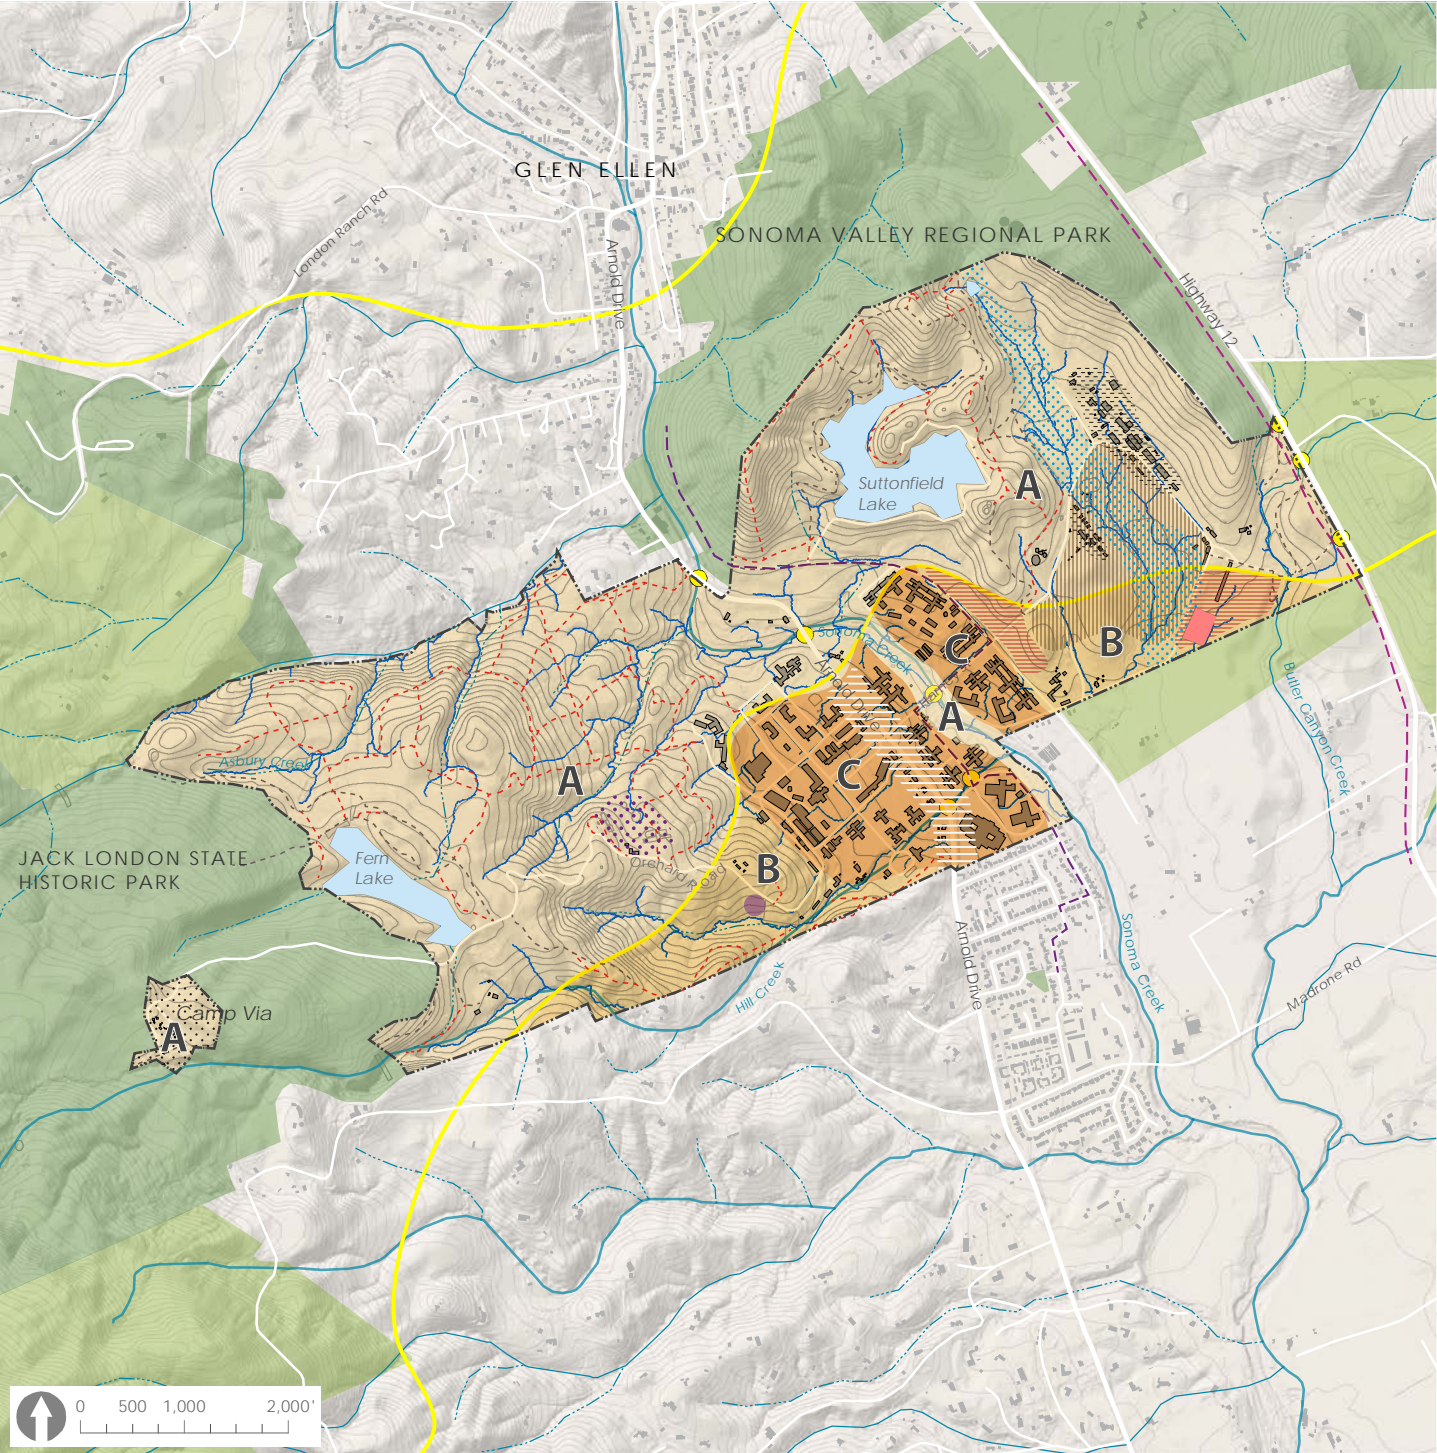 GLEN ELLEN
London Ranch Rd
Arnold Drive
SONOMA VALLEY REGIONAL PARK
Highway 12
Suttonfield
Lake
A
B
C
Sonoma Creek
Arnold Drive
A
C
A
Asbury Creek
B
Orchard Road
Fern
Lake
JACK LONDON STATE
HISTORIC PARK
Butler Canyon Creek
Camp Via
A
Hill Creek
Arnold Drive
Sonoma Creek
Madrone Rd
0 500 1,000 2,000'